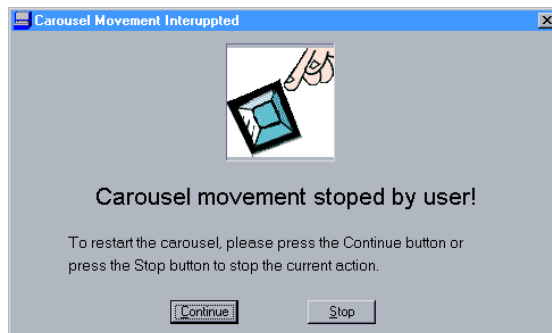 Carousel Movement Interuppted
Carousel movement stoped by user!
To restart the carousel, please press the Continue button or
press the Stop button to stop the current action.
Continue Stop